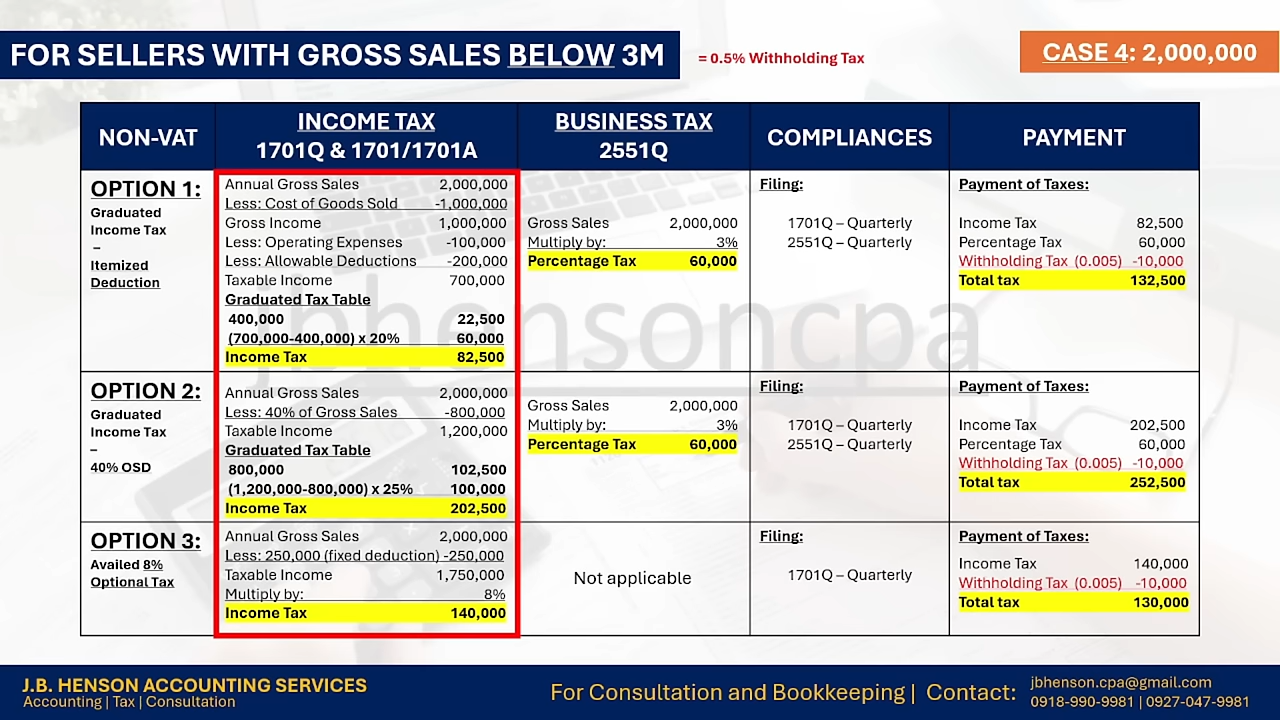 FOR SELLERS WITH GROSS SALES BELOW 3M
= 0.5% Withholding Tax
CASE 4: 2,000,000
NON-VAT
INCOME TAX
1701Q & 1701/1701A
BUSINESS TAX
2551Q
COMPLIANCES
PAYMENT
OPTION 1:
Graduated
Income Tax
–
Itemized
Deduction
Annual Gross Sales 2,000,000
Less: Cost of Goods Sold -1,000,000
Gross Income 1,000,000
Less: Operating Expenses -100,000
Less: Allowable Deductions -200,000
Taxable Income 700,000
Graduated Tax Table
400,000 22,500
(700,000-400,000) x 20% 60,000
Income Tax 82,500
Gross Sales 2,000,000
Multiply by: 3%
Percentage Tax 60,000
Filing:
1701Q – Quarterly
2551Q – Quarterly
Payment of Taxes:
Income Tax 82,500
Percentage Tax 60,000
Withholding Tax (0.005) -10,000
Total tax 132,500
OPTION 2:
Graduated
Income Tax
–
40% OSD
Annual Gross Sales 2,000,000
Less: 40% of Gross Sales -800,000
Taxable Income 1,200,000
Graduated Tax Table
800,000 102,500
(1,200,000-800,000) x 25% 100,000
Income Tax 202,500
Gross Sales 2,000,000
Multiply by: 3%
Percentage Tax 60,000
Filing:
1701Q – Quarterly
2551Q – Quarterly
Payment of Taxes:
Income Tax 202,500
Percentage Tax 60,000
Withholding Tax (0.005) -10,000
Total tax 252,500
OPTION 3:
Availed 8%
Optional Tax
Annual Gross Sales 2,000,000
Less: 250,000 (fixed deduction) -250,000
Taxable Income 1,750,000
Multiply by: 8%
Income Tax 140,000
Not applicable
Filing:
1701Q – Quarterly
Payment of Taxes:
Income Tax 140,000
Withholding Tax (0.005) -10,000
Total tax 130,000
jbhensoncpa
J.B. HENSON ACCOUNTING SERVICES
Accounting | Tax | Consultation
For Consultation and Bookkeeping | Contact:
jbhenson.cpa@gmail.com
0918-990-9981 | 0927-047-9981